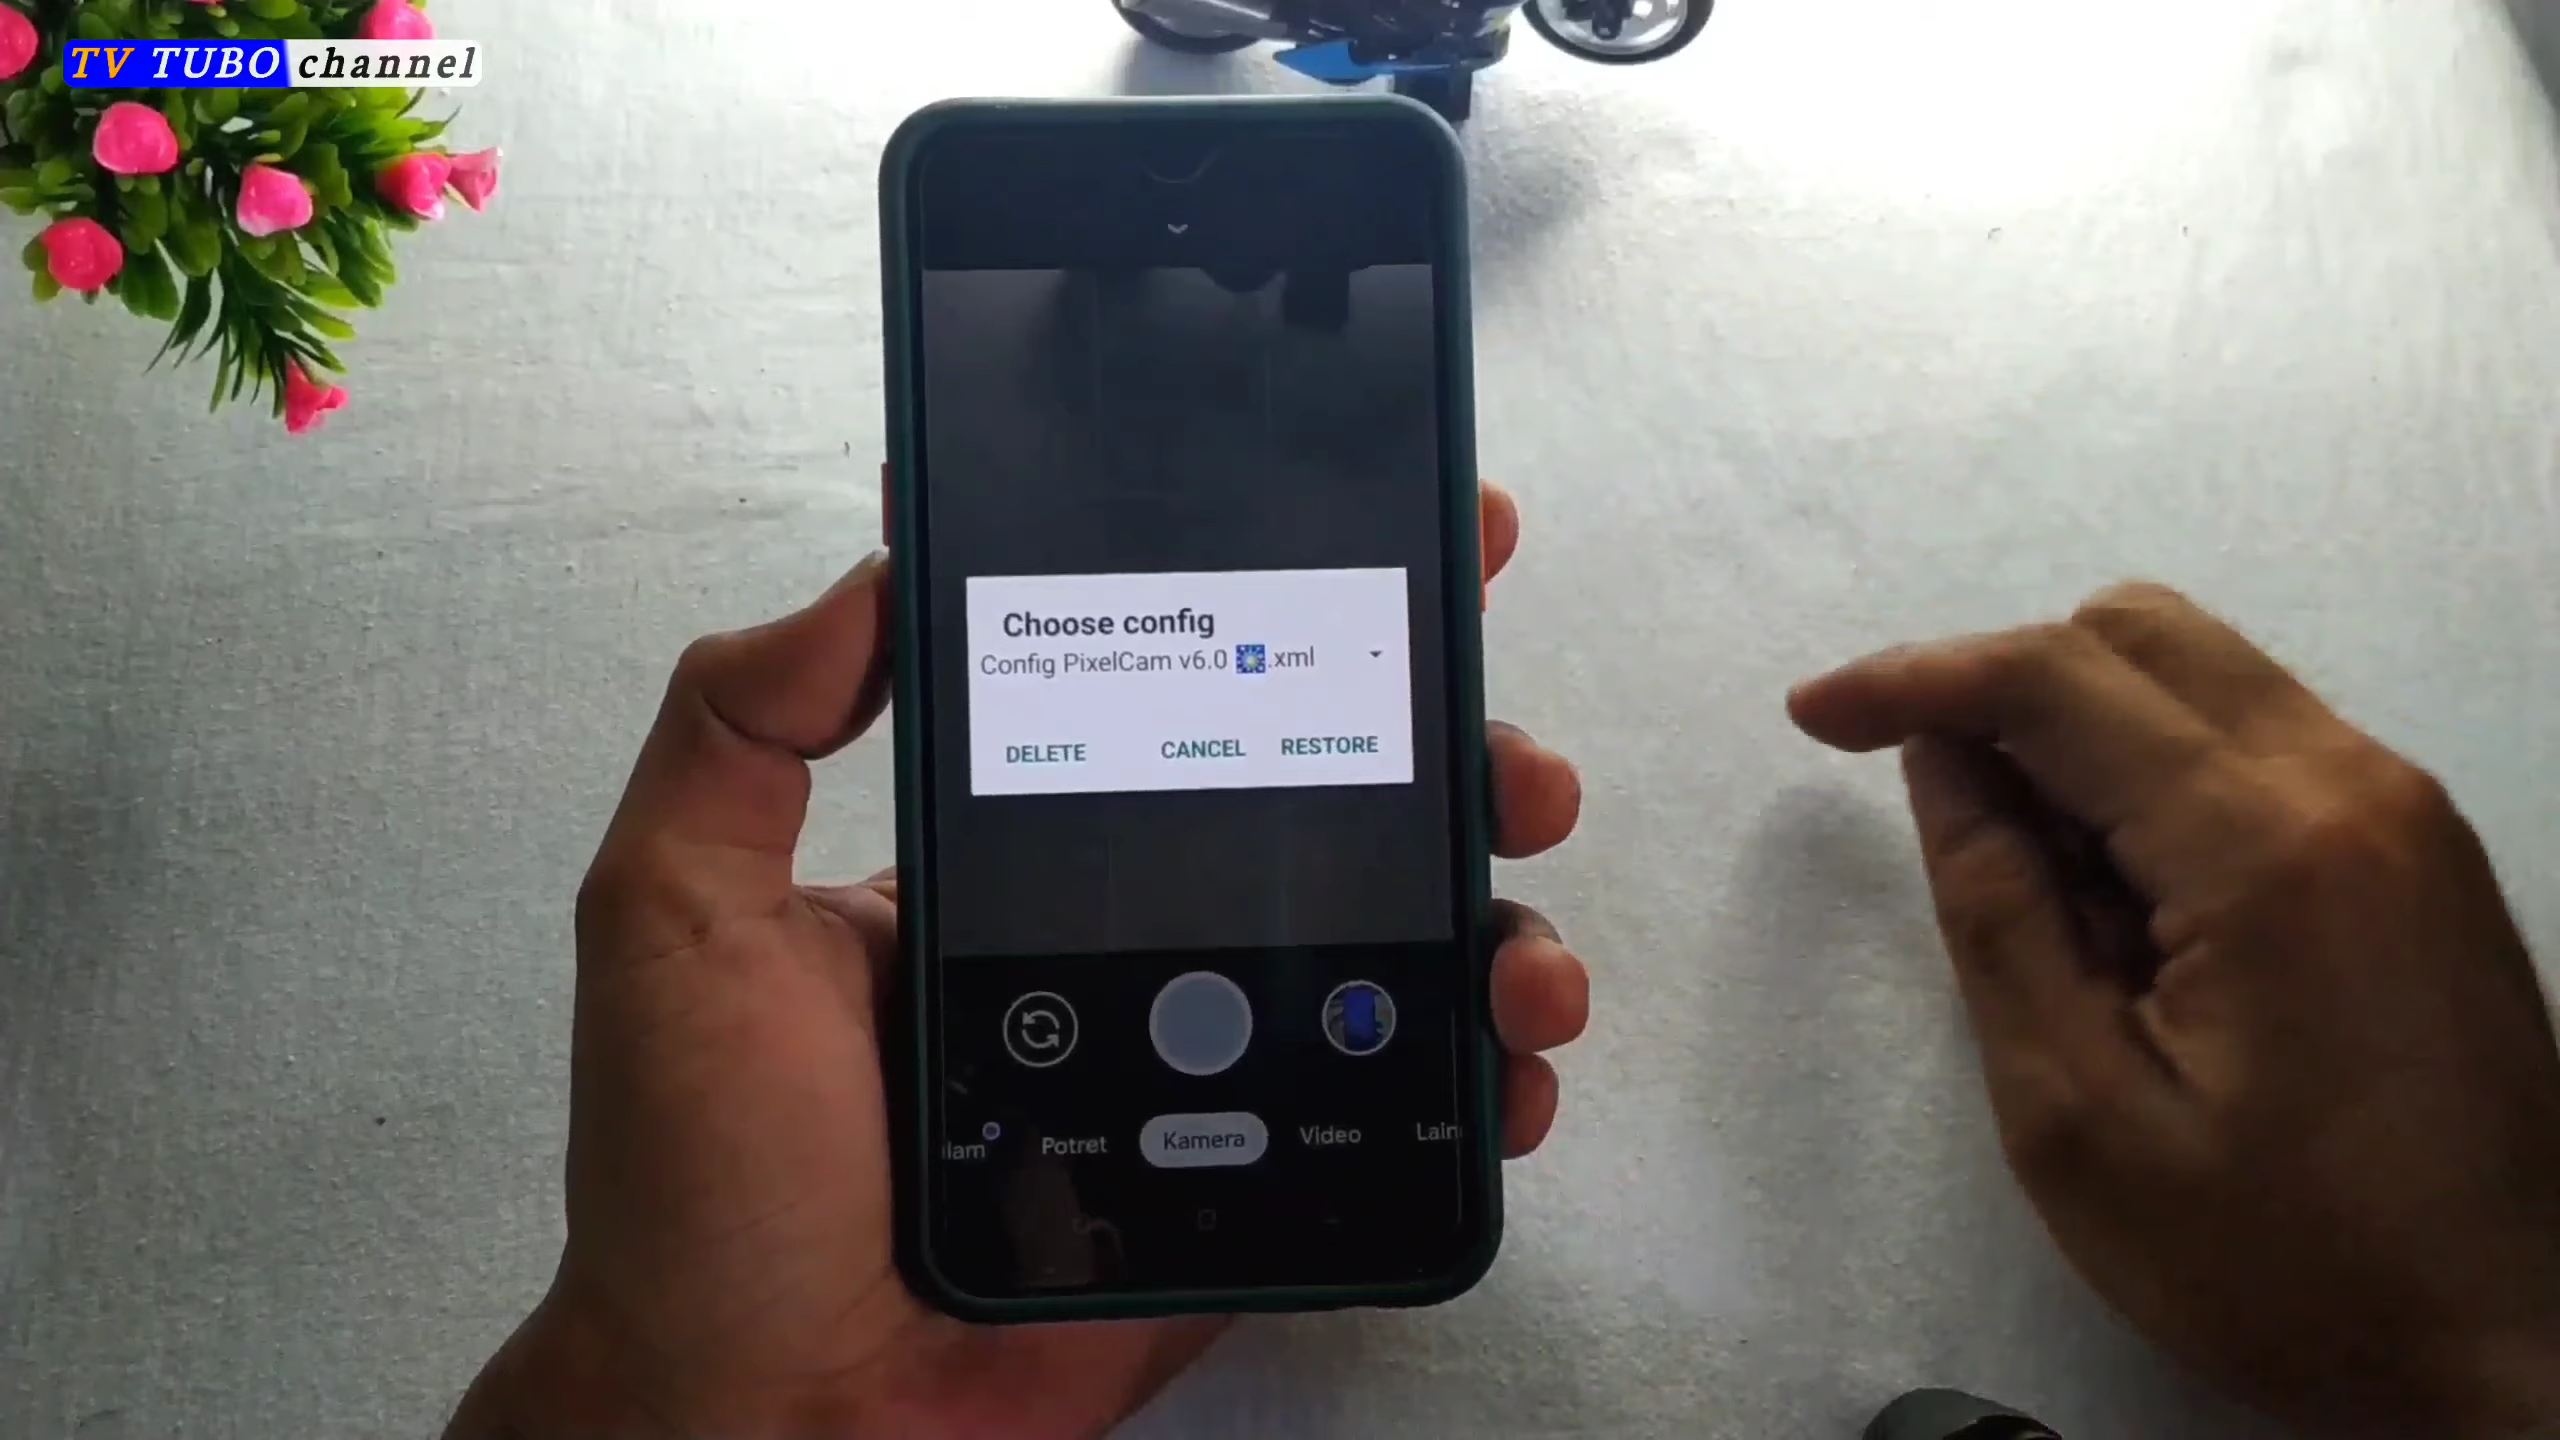 TV TUBO channel
Choose config
Config PixelCam v6.0 🎆.xml
DELETE CANCEL RESTORE
lam Potret Kamera Video Lain